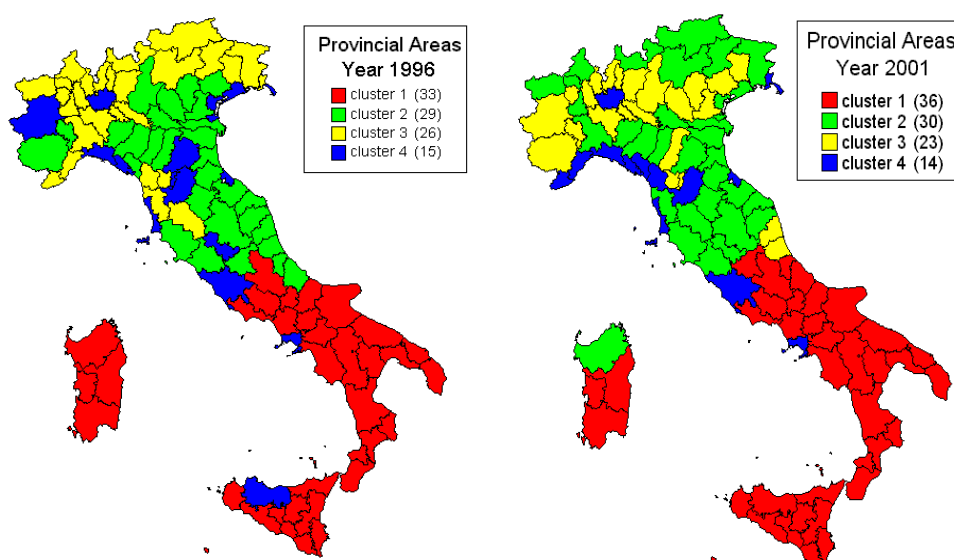 Provincial Areas
Year 1996
cluster 1 (33)
cluster 2 (29)
cluster 3 (26)
cluster 4 (15)
Provincial Areas
Year 2001
cluster 1 (36)
cluster 2 (30)
cluster 3 (23)
cluster 4 (14)